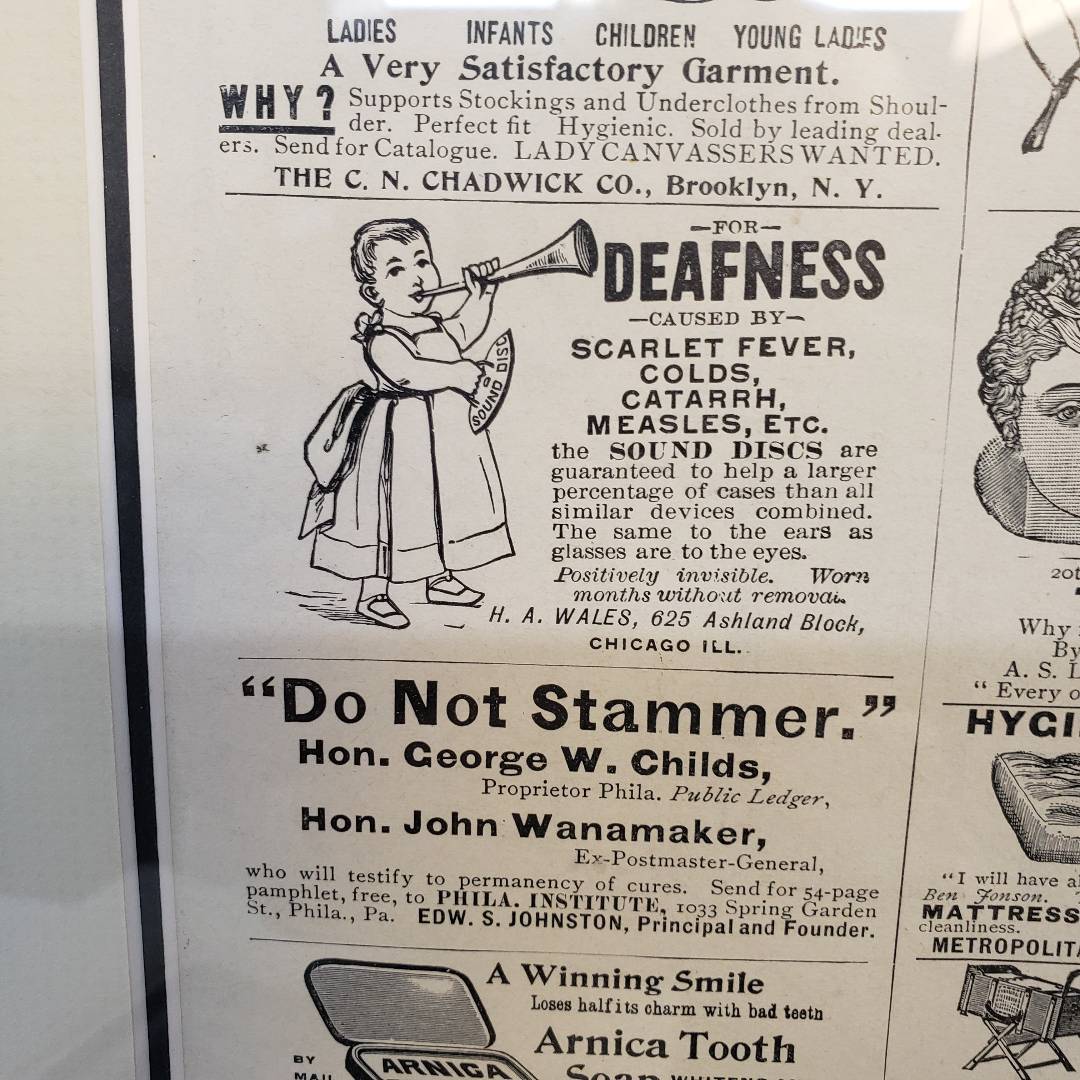 LADIES INFANTS CHILDREN YOUNG LADIES
A Very Satisfactory Garment.
WHY? Supports Stockings and Underclothes from Shoul-
der. Perfect fit Hygienic. Sold by leading deal-
ers. Send for Catalogue. LADY CANVASSERS WANTED.
THE C. N. CHADWICK CO., Brooklyn, N. Y.
—FOR—
DEAFNESS
—CAUSED BY—
SCARLET FEVER,
COLDS,
CATARRH,
MEASLES, ETC.
the SOUND DISCS are
guaranteed to help a larger
percentage of cases than all
similar devices combined.
The same to the ears as
glasses are to the eyes.
Positively invisible. Worn
months without removal.
H. A. WALES, 625 Ashland Block,
CHICAGO ILL.
SOUND DISC
"Do Not Stammer."
Hon. George W. Childs,
Proprietor Phila. Public Ledger,
Hon. John Wanamaker,
Ex-Postmaster-General,
who will testify to permanency of cures. Send for 54-page
pamphlet, free, to PHILA. INSTITUTE, 1033 Spring Garden
St., Phila., Pa. EDW. S. JOHNSTON, Principal and Founder.
A Winning Smile
Loses half its charm with bad teeth
Arnica Tooth
Soap
BY
MAIL
ARNICA
20t
Why
By
A. S. L
"Every o
HYGI
"I will have a
Ben Jonson.
MATTRESS
cleanliness.
METROPOLITA